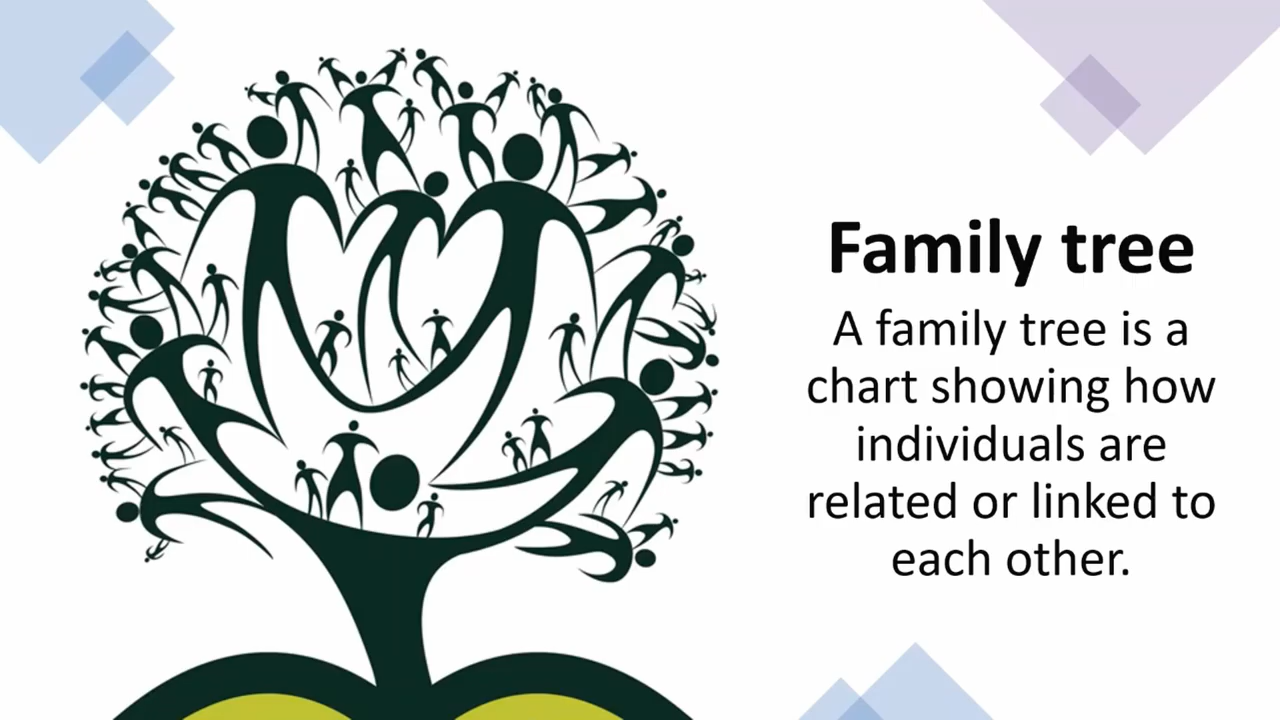 Family tree
A family tree is a
chart showing how
individuals are
related or linked to
each other.